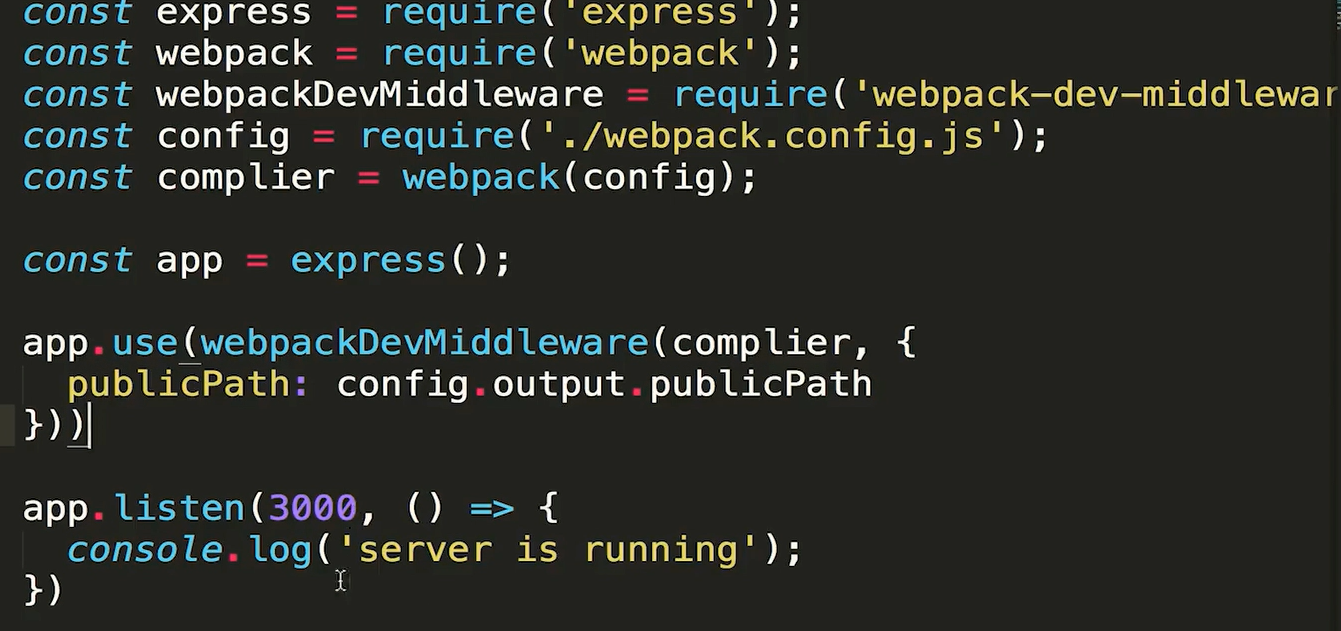 const express = require('express');
const webpack = require('webpack');
const webpackDevMiddleware = require('webpack-dev-middlewar
const config = require('./webpack.config.js');
const complier = webpack(config);
const app = express();
app.use(webpackDevMiddleware(complier, {
  publicPath: config.output.publicPath
}))
app.listen(3000, () => {
  console.log('server is running');
})